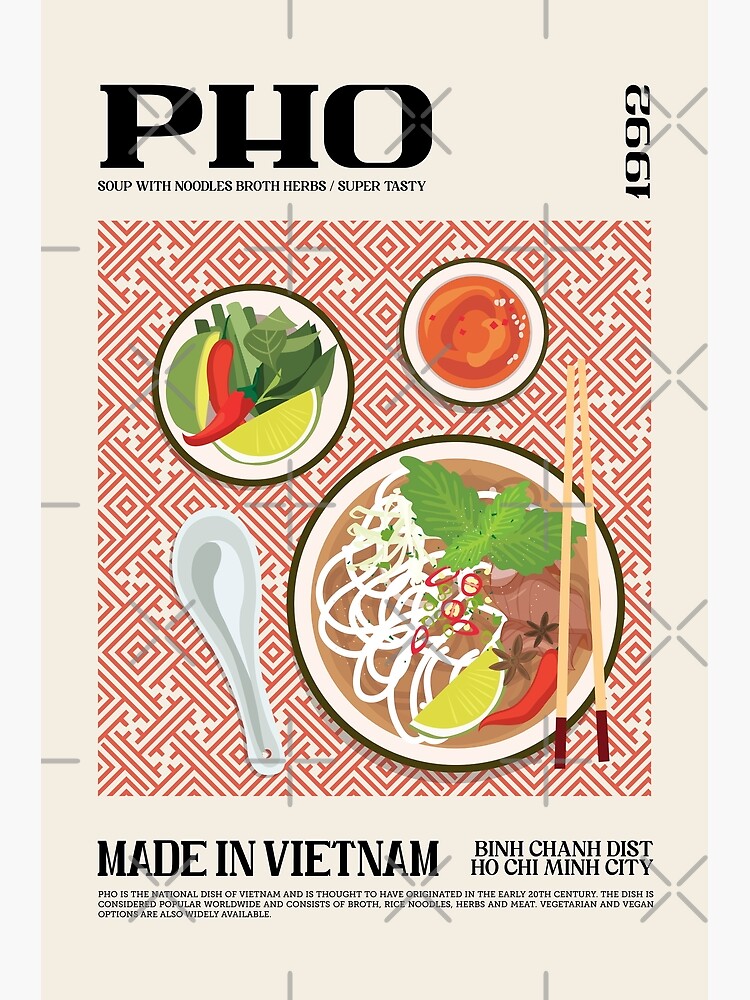 PHO
1992
SOUP WITH NOODLES BROTH HERBS / SUPER TASTY
MADE IN VIETNAM
BINH CHANH DIST
HO CHI MINH CITY
PHO IS THE NATIONAL DISH OF VIETNAM AND IS THOUGHT TO HAVE ORIGINATED IN THE EARLY 20TH CENTURY. THE DISH IS
CONSIDERED POPULAR WORLDWIDE AND CONSISTS OF BROTH, RICE NOODLES, HERBS AND MEAT. VEGETARIAN AND VEGAN
OPTIONS ARE ALSO WIDELY AVAILABLE.